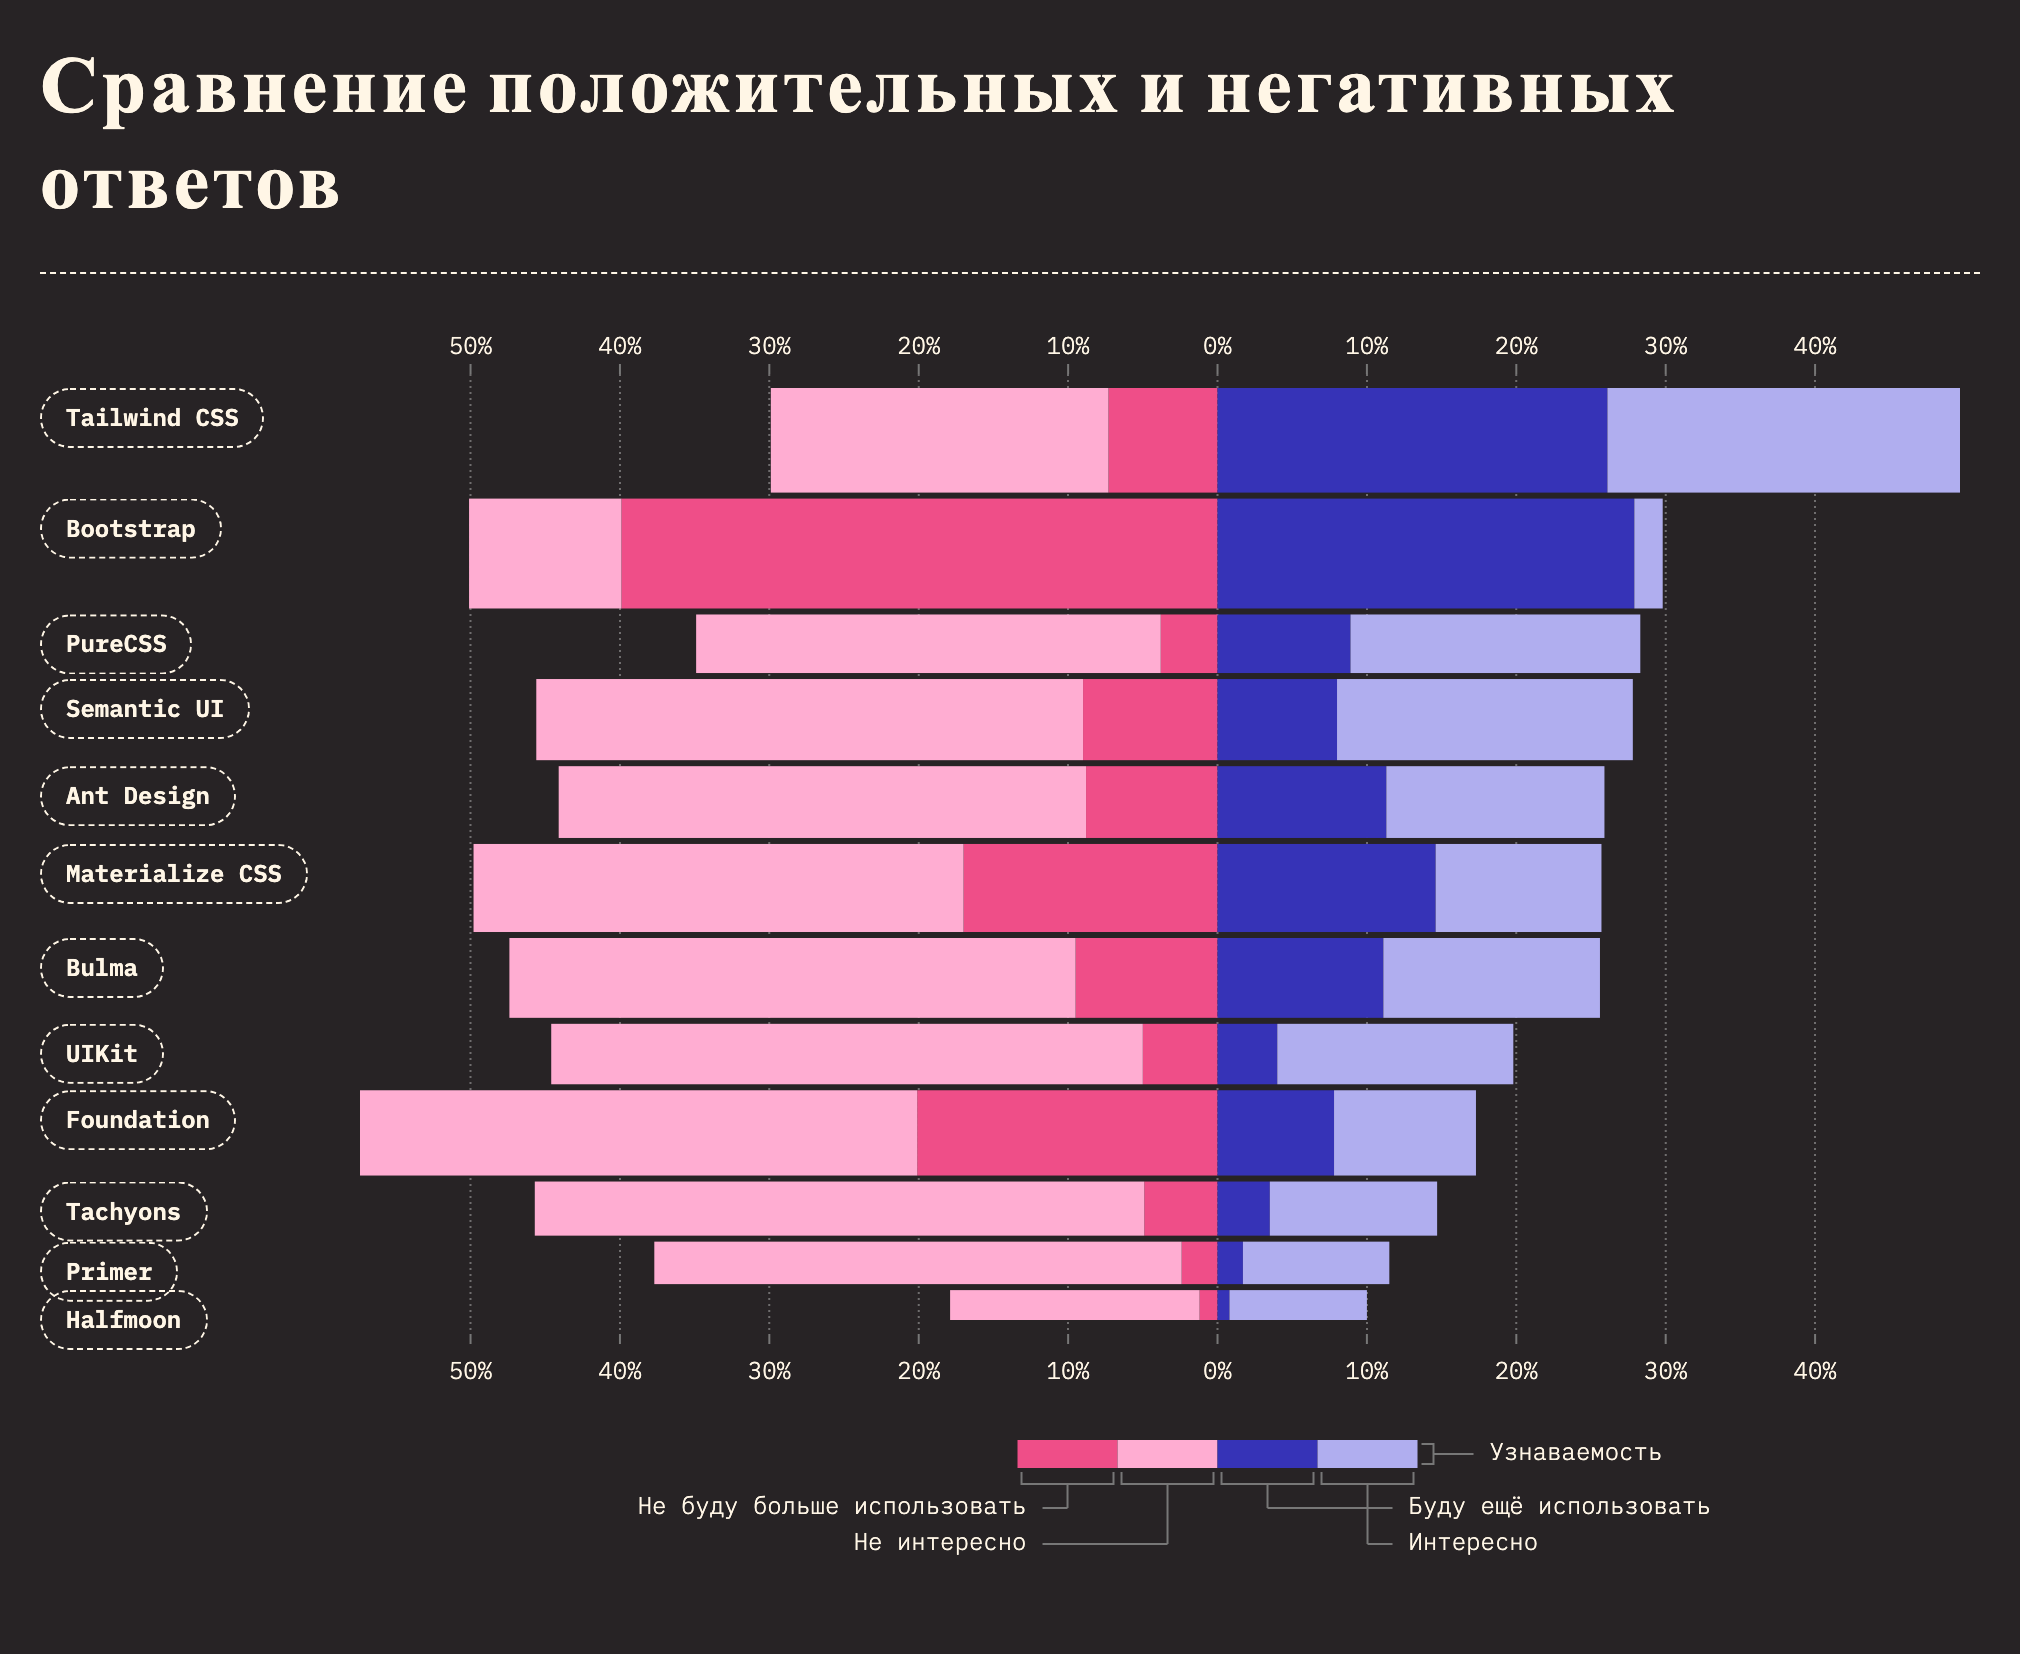 Сравнение положительных и негативных
ответов
50% 40% 30% 20% 10% 0% 10% 20% 30% 40%
Tailwind CSS
Bootstrap
PureCSS
Semantic UI
Ant Design
Materialize CSS
Bulma
UIKit
Foundation
Tachyons
Primer
Halfmoon
50% 40% 30% 20% 10% 0% 10% 20% 30% 40%
Узнаваемость
Не буду больше использовать Буду ещё использовать
Не интересно Интересно